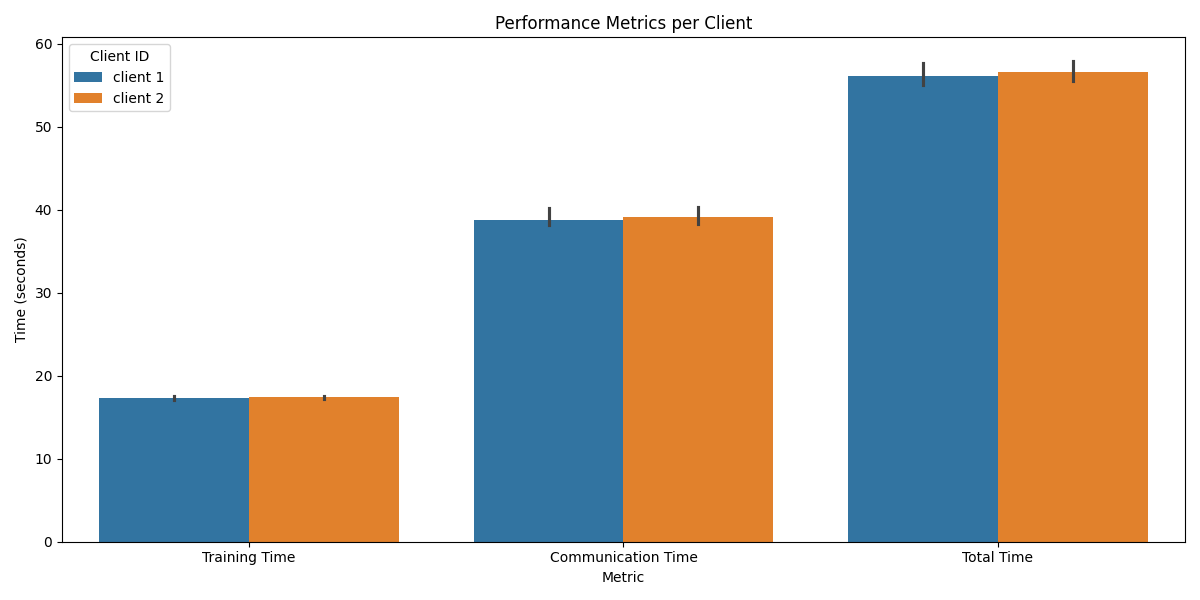 Performance Metrics per Client
Client ID
client 1
client 2
Time (seconds)
60
50
40
30
20
10
0
Training Time
Communication Time
Total Time
Metric